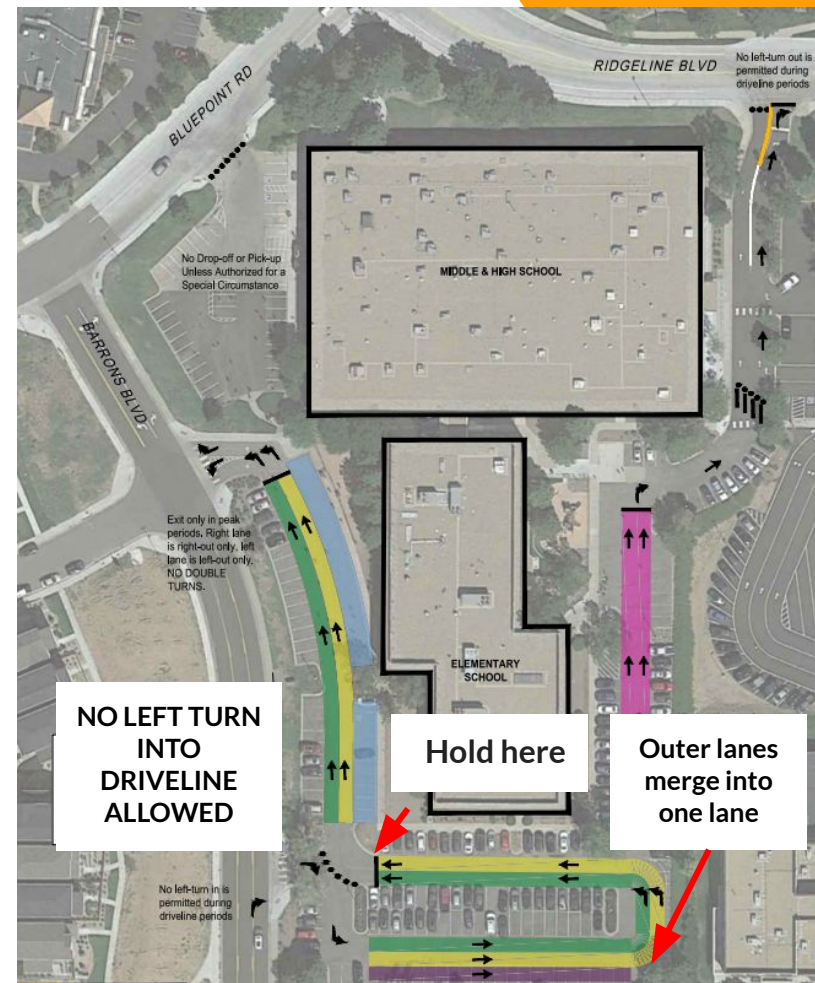 RIDGELINE BLVD
No left-turn out is
permitted during
driveline periods
BLUEPOINT RD
No Drop-off or Pick-up
Unless Authorized for a
Special Circumstance
MIDDLE & HIGH SCHOOL
BARRONS BLVD
Exit only in peak
periods. Right lane
is right-out only, left
lane is left-out only.
NO DOUBLE
TURNS.
ELEMENTARY
SCHOOL
NO LEFT TURN
INTO
DRIVELINE
ALLOWED
Hold here
Outer lanes
merge into
one lane
No left-turn in is
permitted during
driveline periods